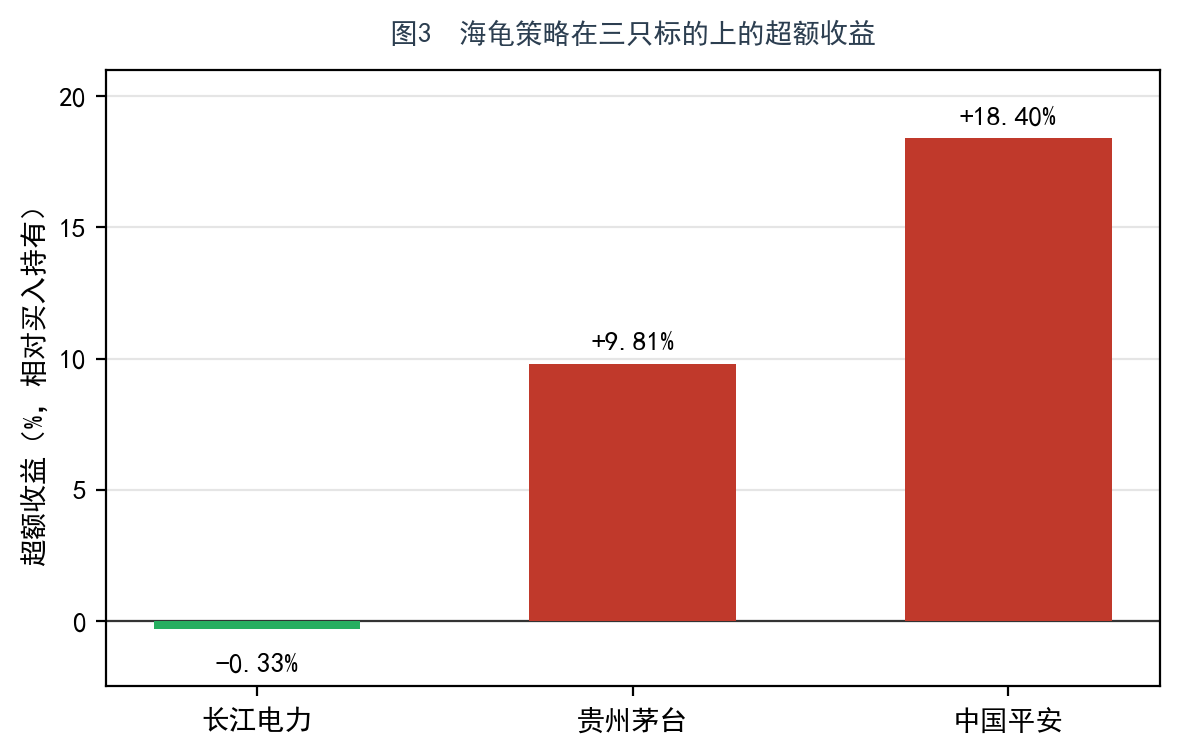 图3 海龟策略在三只标的上的超额收益
超额收益（%，相对买入持有）
20
15
10
5
0
+18.40%
+9.81%
−0.33%
长江电力
贵州茅台
中国平安